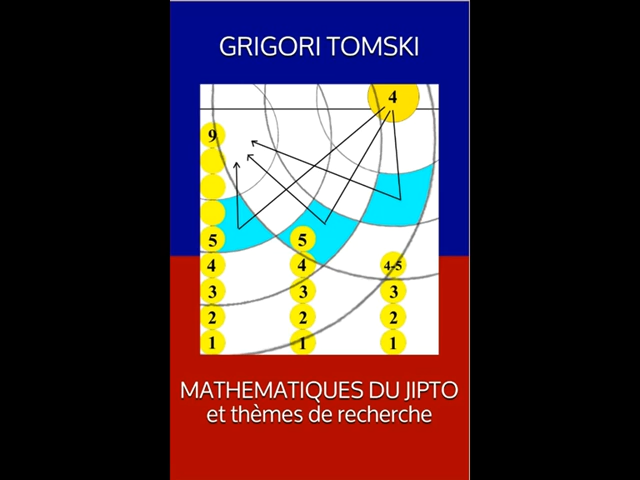 GRIGORI TOMSKI
4
9
5 5
4 4 4-5
3 3 3
2 2 2
1 1 1
MATHEMATIQUES DU JIPTO
et thèmes de recherche